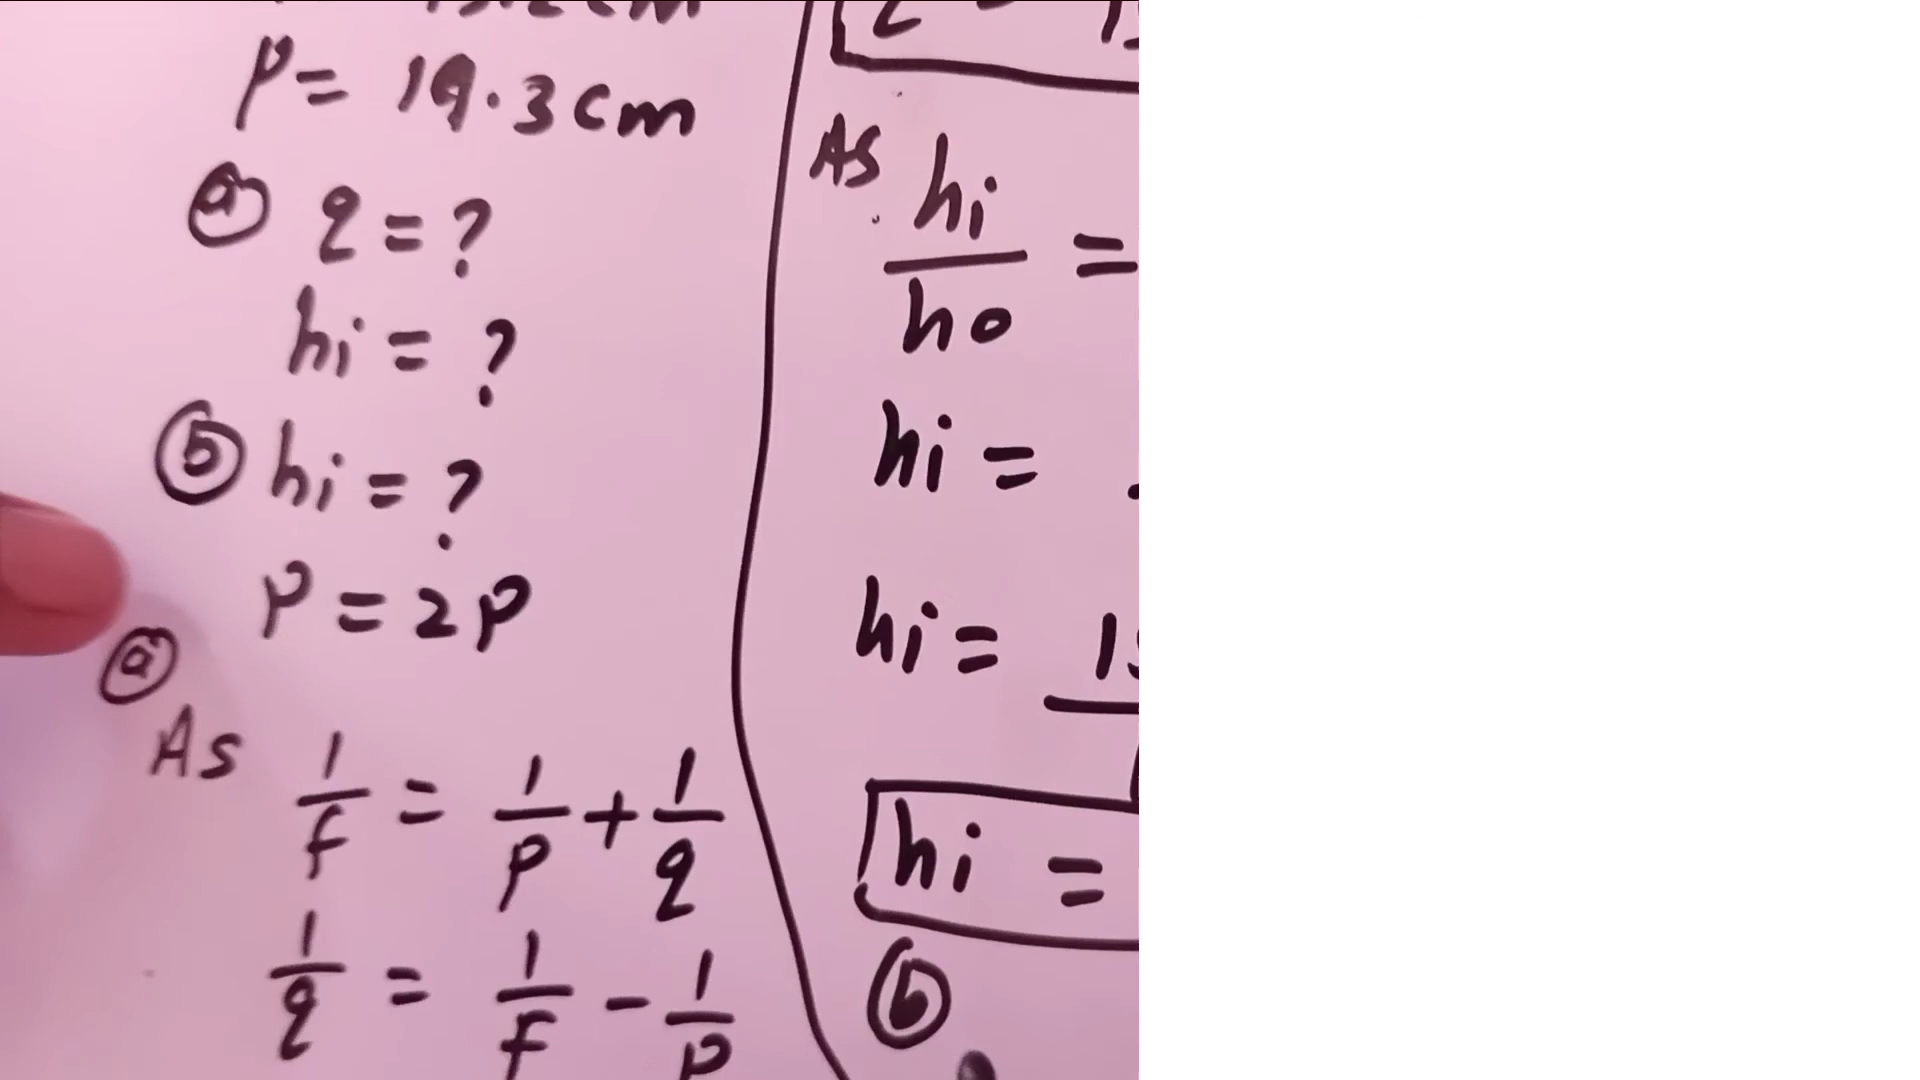 P = 19.3 cm
ⓐ q = ?
hi = ?
ⓑ hi = ?
P = 2P
ⓐ
As 1/f = 1/p + 1/q
1/q = 1/f - 1/p
As hi/ho =
hi =
hi =
hi =
ⓑ